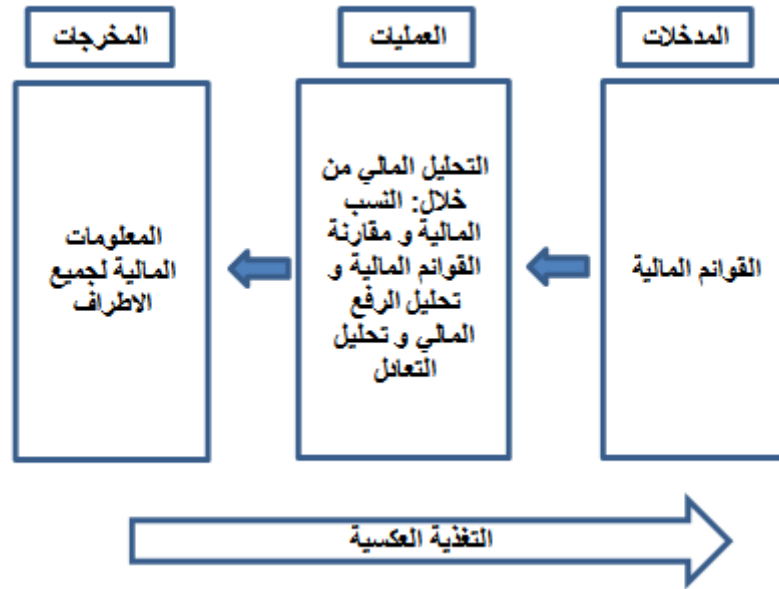 المدخلات
العمليات
المخرجات
القوائم المالية
التحليل المالي من
خلال: النسب
المالية و مقارنة
القوائم المالية و
تحليل الرفع
المالي و تحليل
التعادل
المعلومات
المالية لجميع
الاطراف
التغذية العكسية